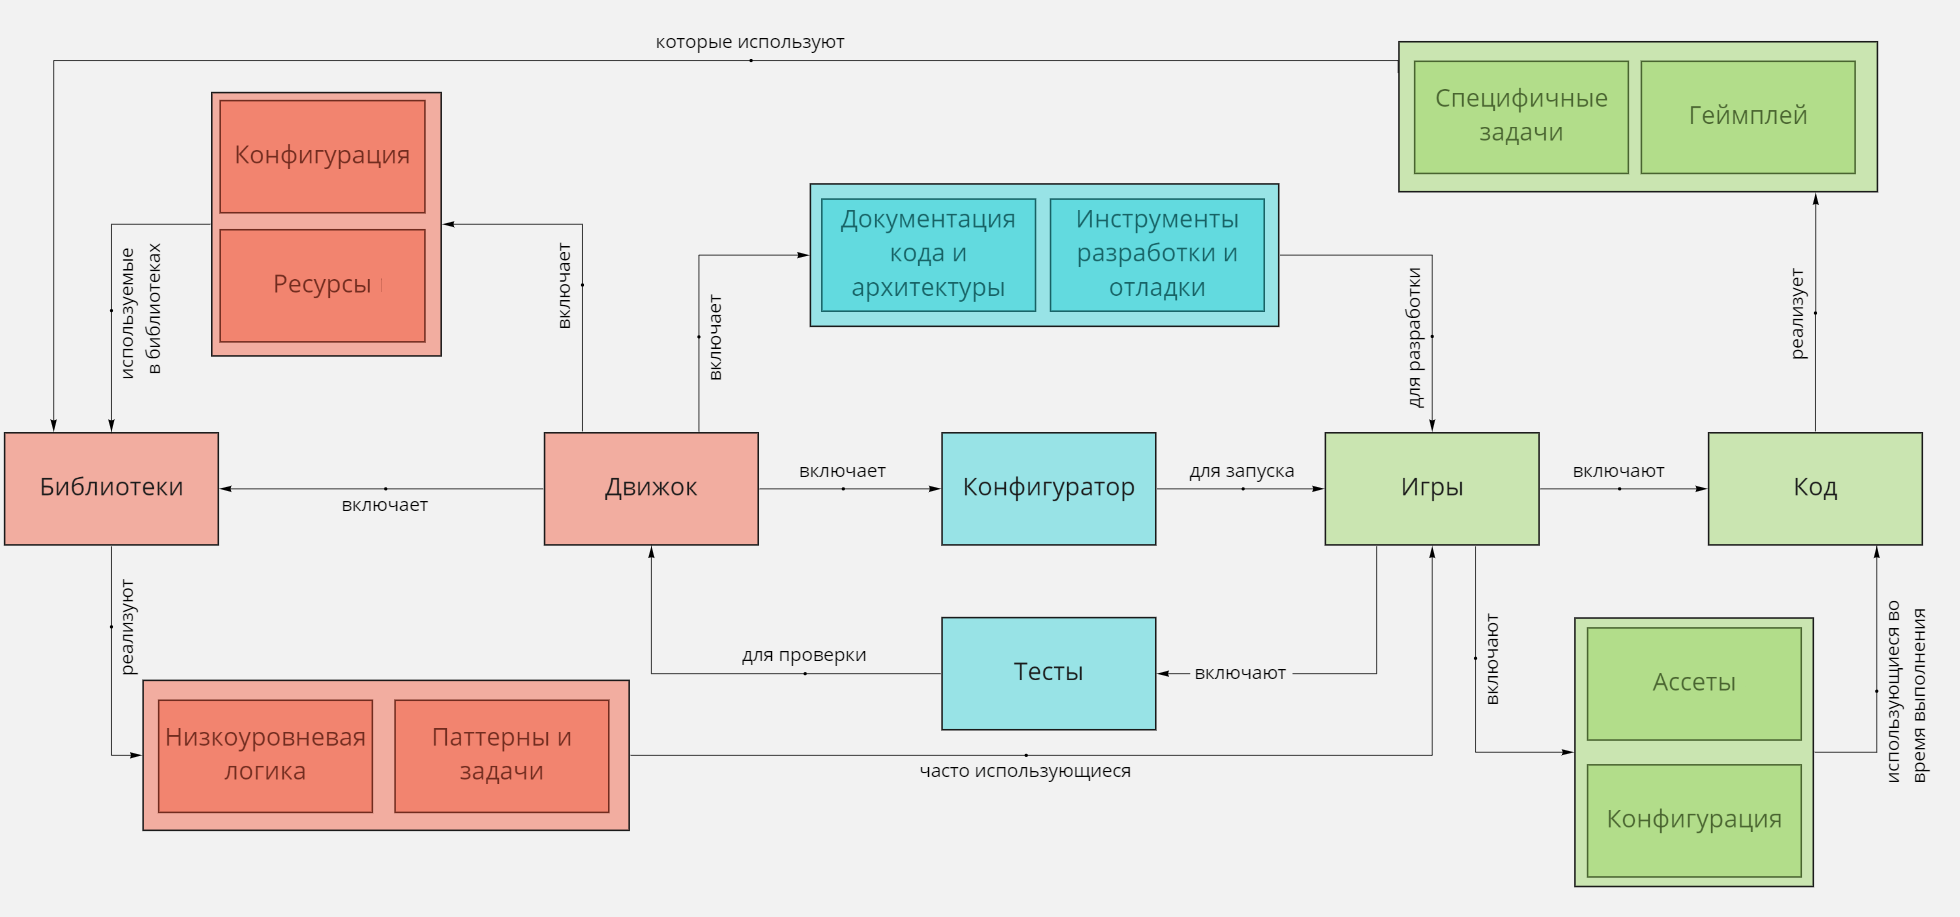 которые используют
Специфичные
задачи
Геймплей
Конфигурация
Ресурсы
используемые
в библиотеках
включает
включает
Документация
кода и
архитектуры
Инструменты
разработки и
отладки
для разработки
реализует
Библиотеки
включает
Движок
включает
Конфигуратор
для запуска
Игры
включают
Код
реализуют
для проверки
Тесты
включают
включают
Ассеты
Конфигурация
использующиеся во
время выполнения
Низкоуровневая
логика
Паттерны и
задачи
часто использующиеся